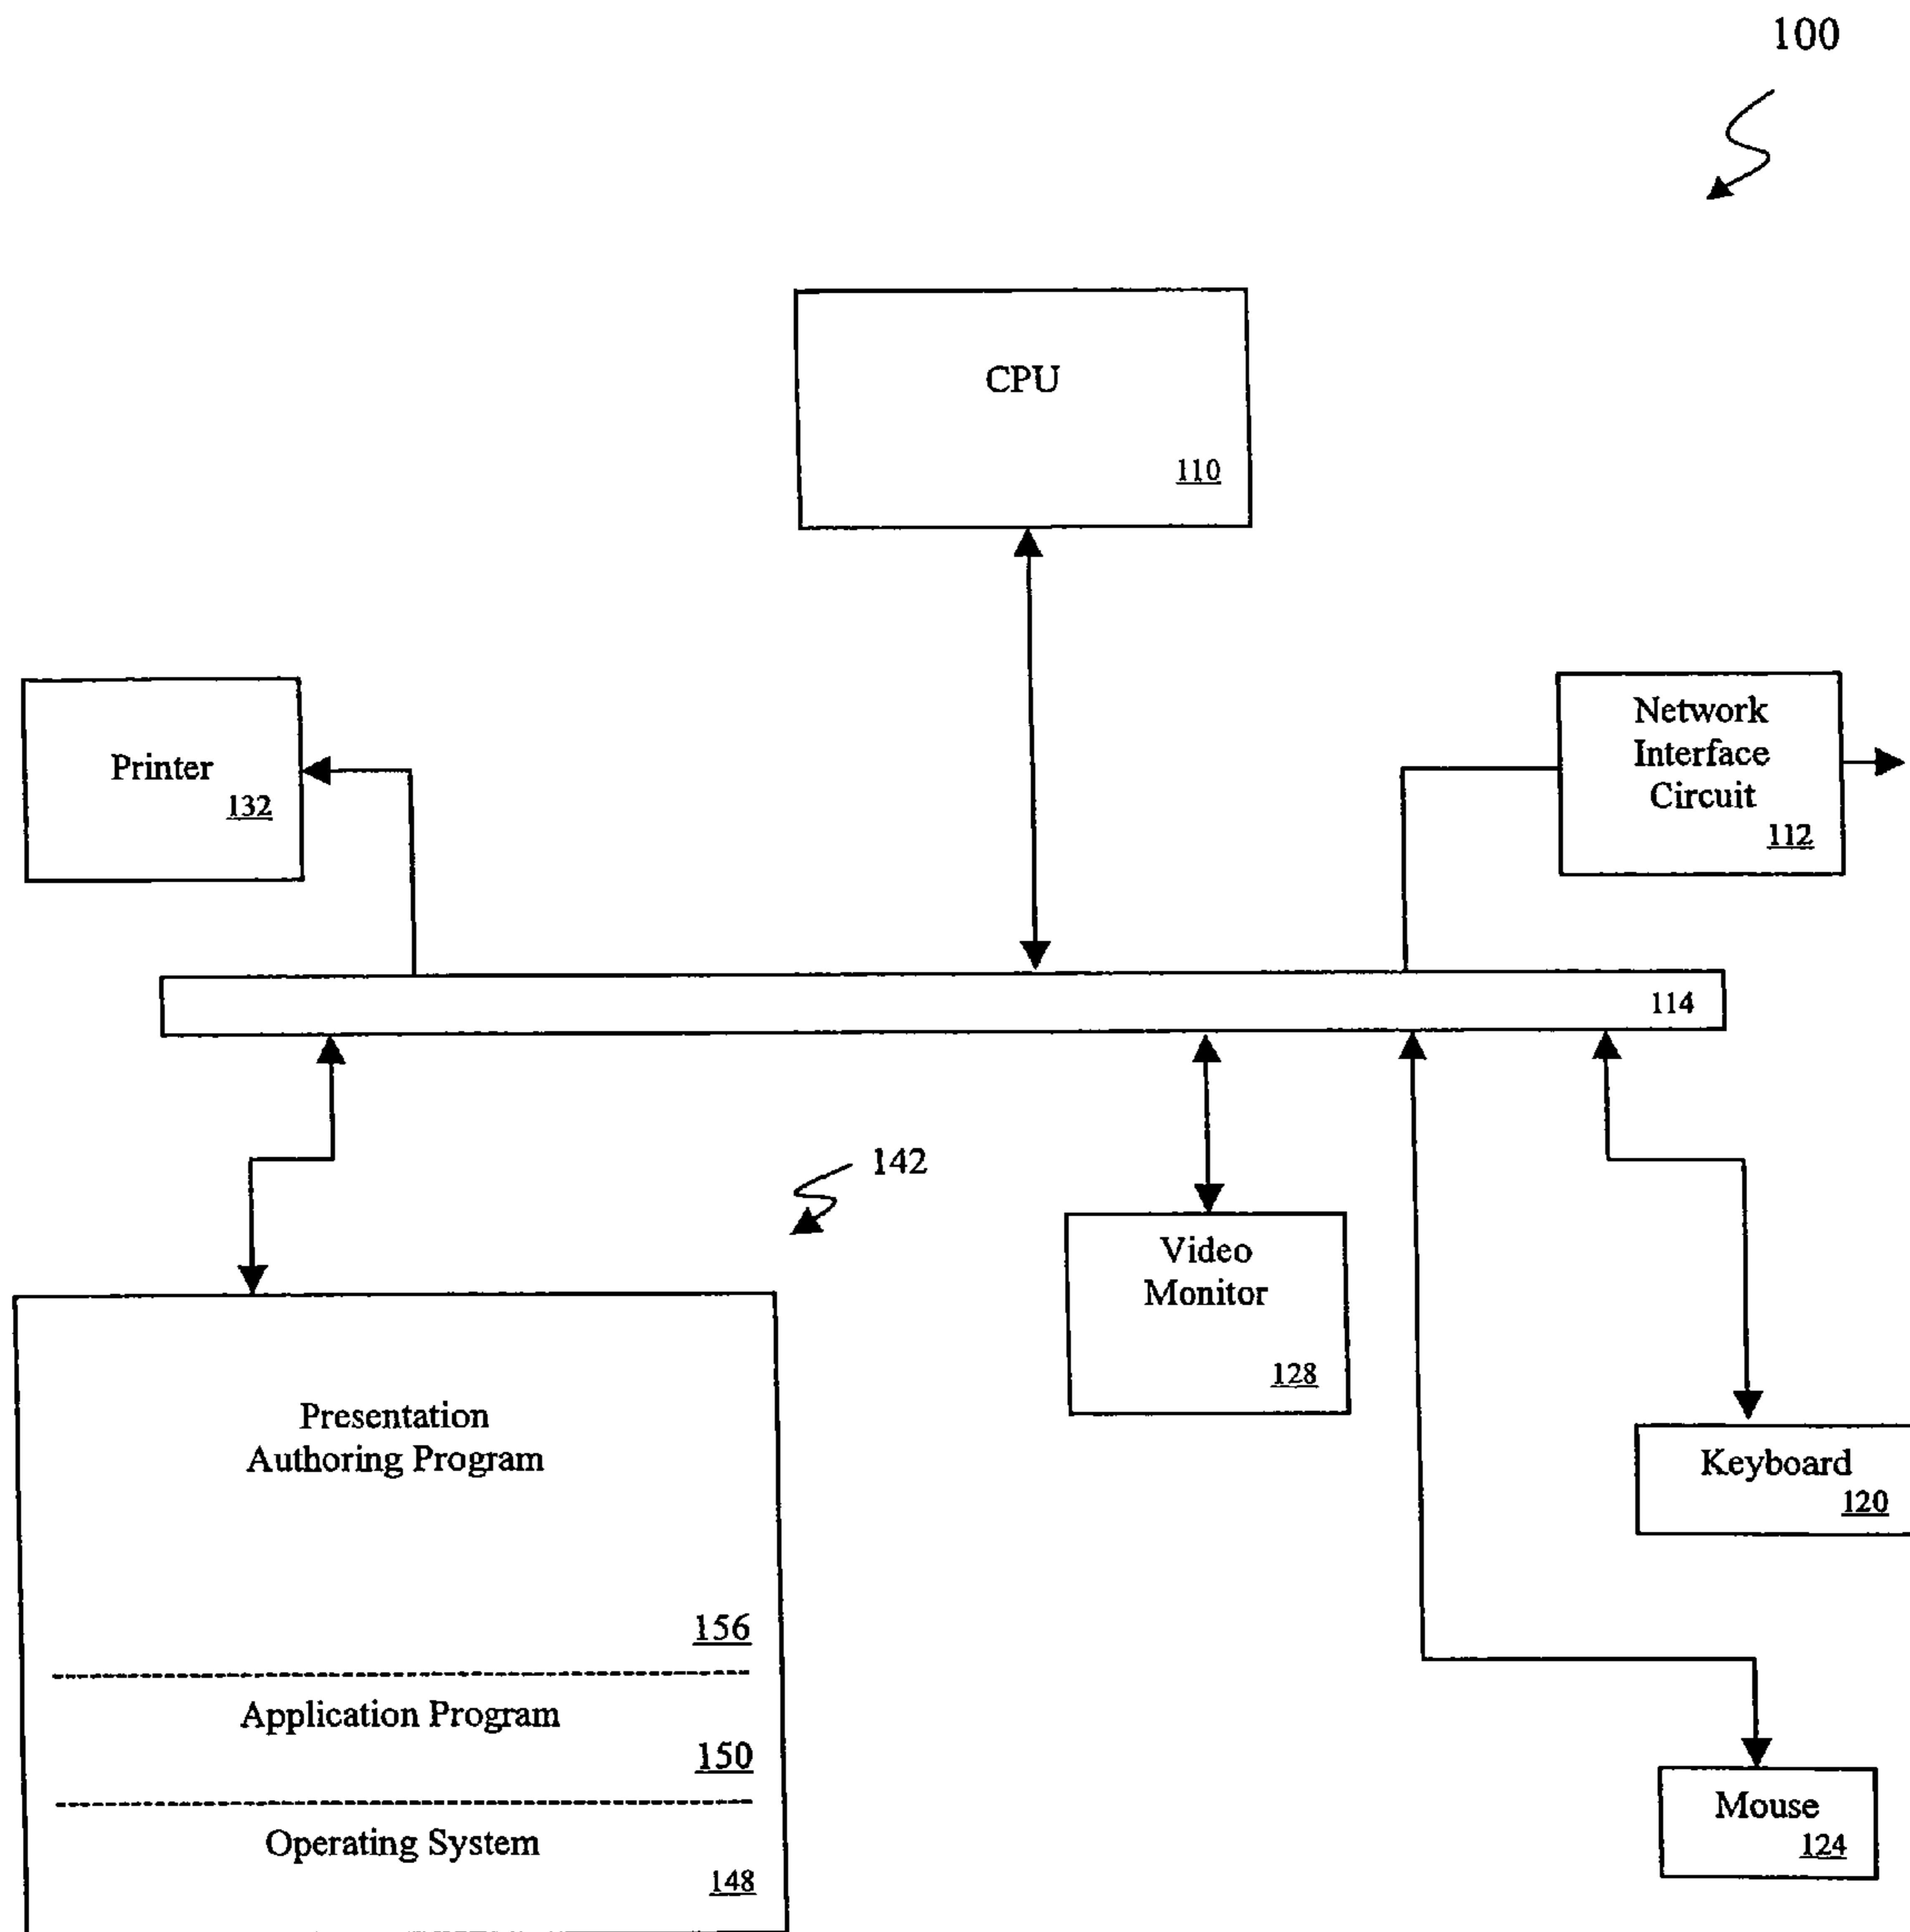 100
CPU
110
Printer
132
Network
Interface
Circuit
112
114
142
Video
Monitor
128
Presentation
Authoring Program
156
Application Program
150
Operating System
148
Keyboard
120
Mouse
124